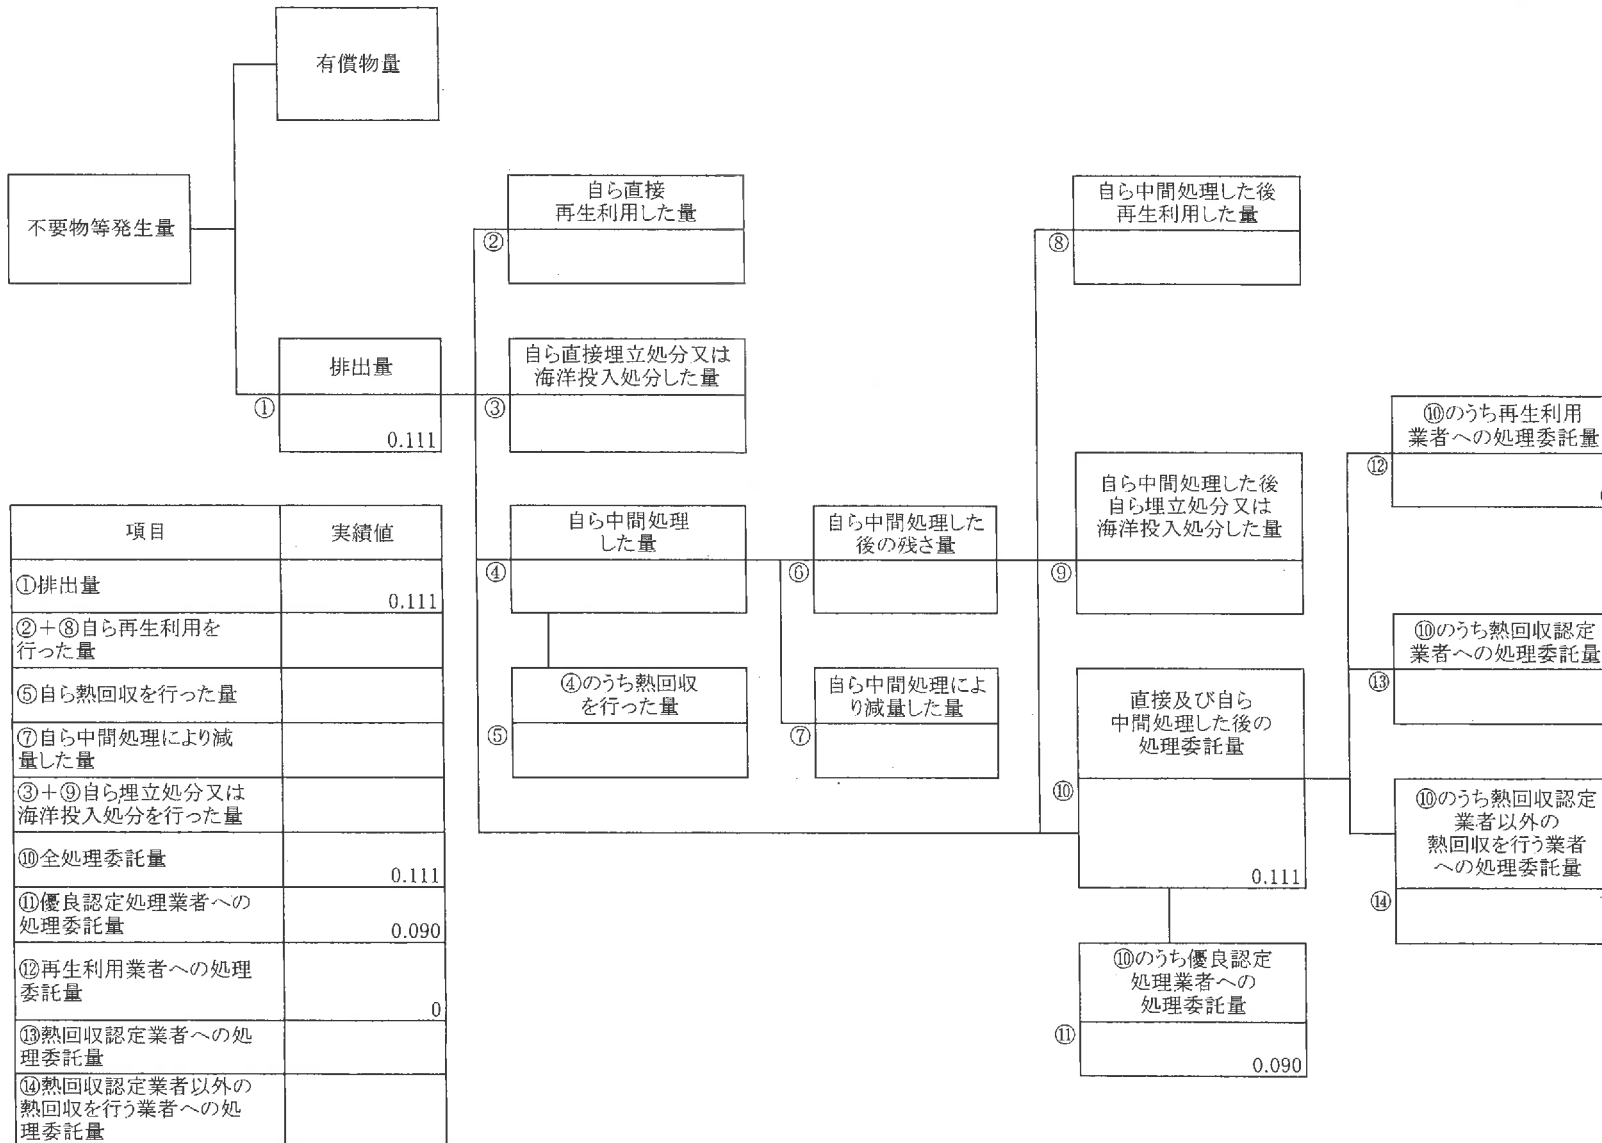 有償物量
不要物等発生量
自ら直接
再生利用した量
②
自ら中間処理した後
再生利用した量
⑧
排出量
①
0.111
自ら直接埋立処分又は
海洋投入処分した量
③
⑩のうち再生利用
業者への処理委託量
⑫
自ら中間処理した後
自ら埋立処分又は
海洋投入処分した量
⑨
自ら中間処理
した量
④
自ら中間処理した
後の残さ量
⑥
⑩のうち熱回収認定
業者への処理委託量
⑬
④のうち熱回収
を行った量
⑤
自ら中間処理によ
り減量した量
⑦
直接及び自ら
中間処理した後の
処理委託量
⑩
0.111
⑩のうち熱回収認定
業者以外の
熱回収を行う業者
への処理委託量
⑭
⑩のうち優良認定
処理業者への
処理委託量
⑪
0.090
項目 実績値
①排出量 0.111
②+⑧自ら再生利用を
行った量
⑤自ら熱回収を行った量
⑦自ら中間処理により減
量した量
③+⑨自ら埋立処分又は
海洋投入処分を行った量
⑩全処理委託量 0.111
⑪優良認定処理業者への
処理委託量 0.090
⑫再生利用業者への処理
委託量 0
⑬熱回収認定業者への処
理委託量
⑭熱回収認定業者以外の
熱回収を行う業者への処
理委託量